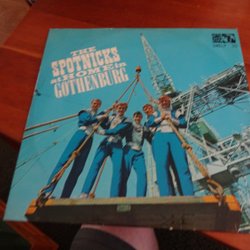 THE
SPOTNICKS
at HOME in
GOTHENBURG